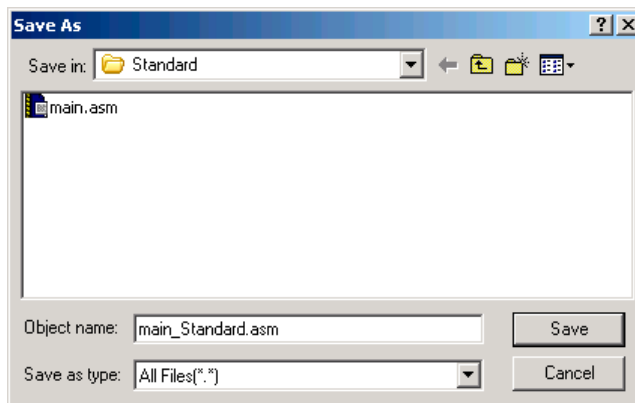 Save As
Save in: Standard
main.asm
Object name: main_Standard.asm
Save
Save as type: All Files(*.*)
Cancel